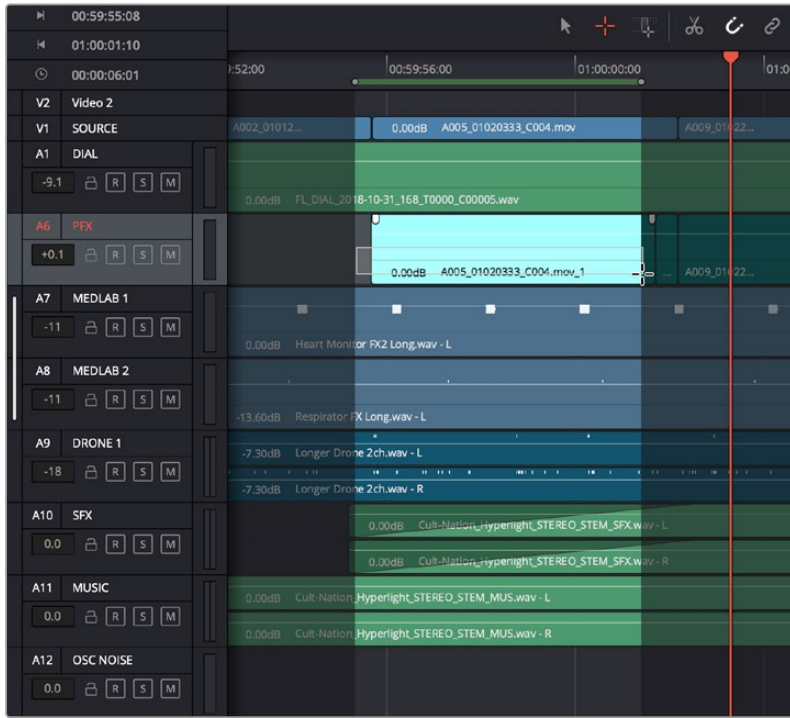 00:59:55:08
01:00:01:10
00:00:06:01
00:59:56:00
01:00:00:00
V2 Video 2
V1 SOURCE
A002_01012...
0.00dB A005_01020333_C004.mov
A009_01022...
A1 DIAL
-9.1 R S M
0.00dB FL_DIAL_2018-10-31_168_T0000_C00005.wav
A6 PFX
+0.1 R S M
0.00dB A005_01020333_C004.mov_1
...
A009_01022...
A7 MEDLAB 1
-11 R S M
0.00dB Heart Monitor FX2 Long.wav - L
A8 MEDLAB 2
-11 R S M
-13.60dB Respirator FX Long.wav - L
A9 DRONE 1
-7.30dB Longer Drone 2ch.wav - L
-18 R S M
-7.30dB Longer Drone 2ch.wav - R
A10 SFX
0.00dB Cult-Nation_Hyperlight_STEREO_STEM_SFX.wav - L
0.0 R S M
0.00dB Cult-Nation_Hyperlight_STEREO_STEM_SFX.wav - R
A11 MUSIC
0.00dB Cult-Nation_Hyperlight_STEREO_STEM_MUS.wav - L
0.0 R S M
0.00dB Cult-Nation_Hyperlight_STEREO_STEM_MUS.wav - R
A12 OSC NOISE
0.0 R S M